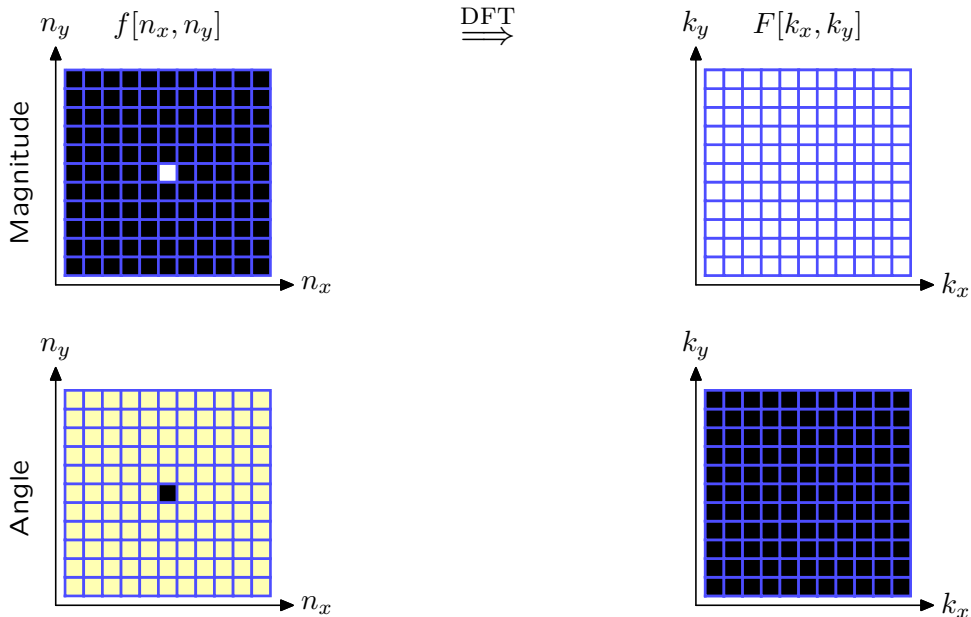 n_y f[n_x, n_y] DFT ⟹ k_y F[k_x, k_y]
Magnitude
n_x k_x
n_y k_y
Angle
n_x k_x